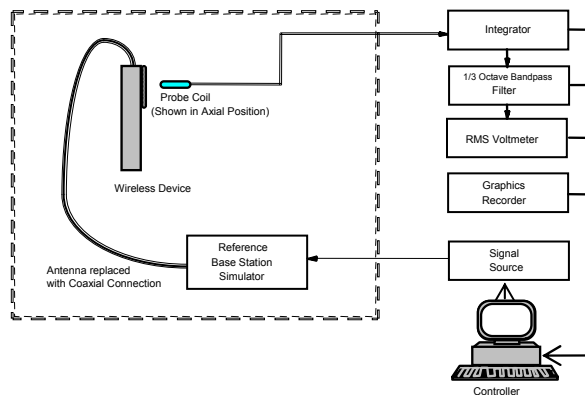 Integrator
1/3 Octave Bandpass
Filter
RMS Voltmeter
Graphics
Recorder
Probe Coil
(Shown in Axial Position)
Wireless Device
Reference
Base Station
Simulator
Antenna replaced
with Coaxial Connection
Signal
Source
Controller